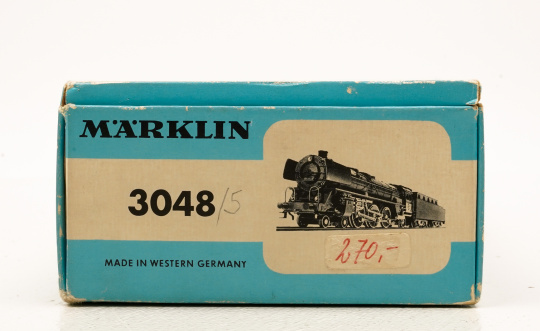 MÄRKLIN
3048/5
270,-
MADE IN WESTERN GERMANY